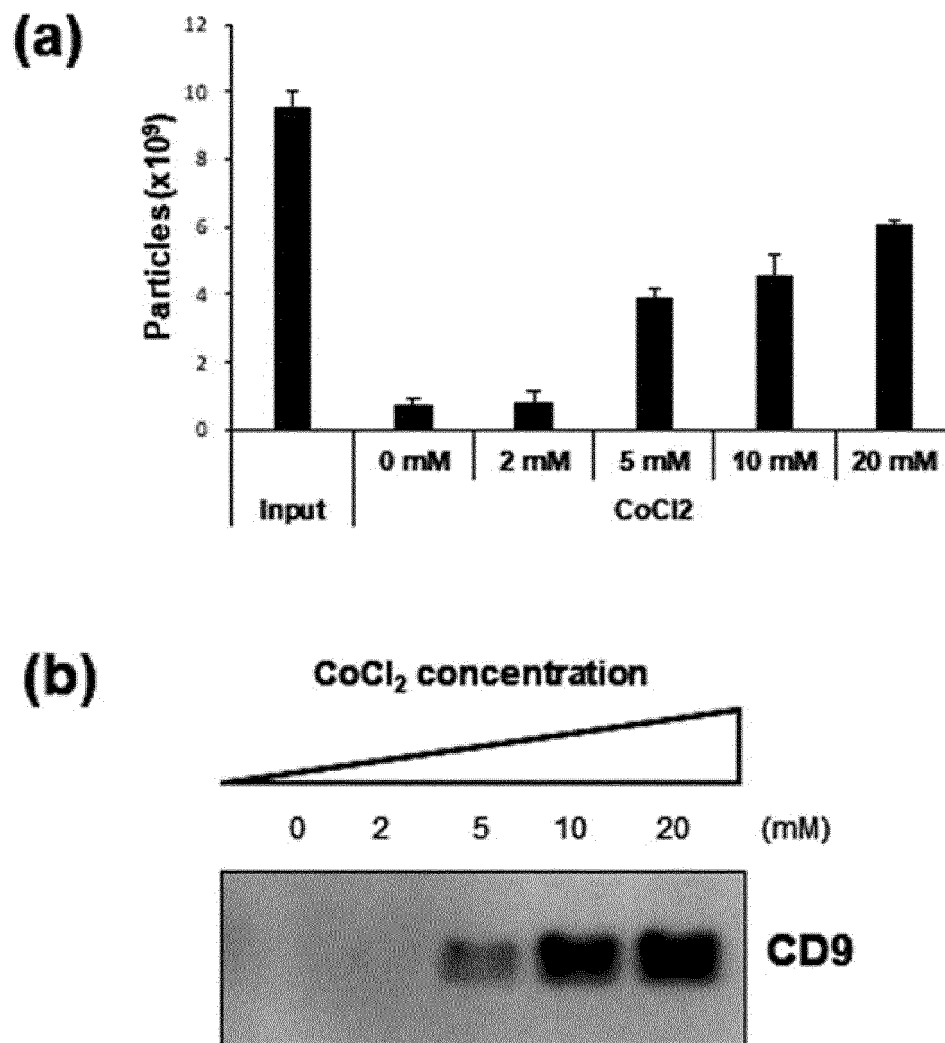 (a)
12
10
8
6
4
2
0
Particles (x10⁹)
0 mM 2 mM 5 mM 10 mM 20 mM
Input CoCl2
(b)
CoCl₂ concentration
0 2 5 10 20 (mM)
CD9